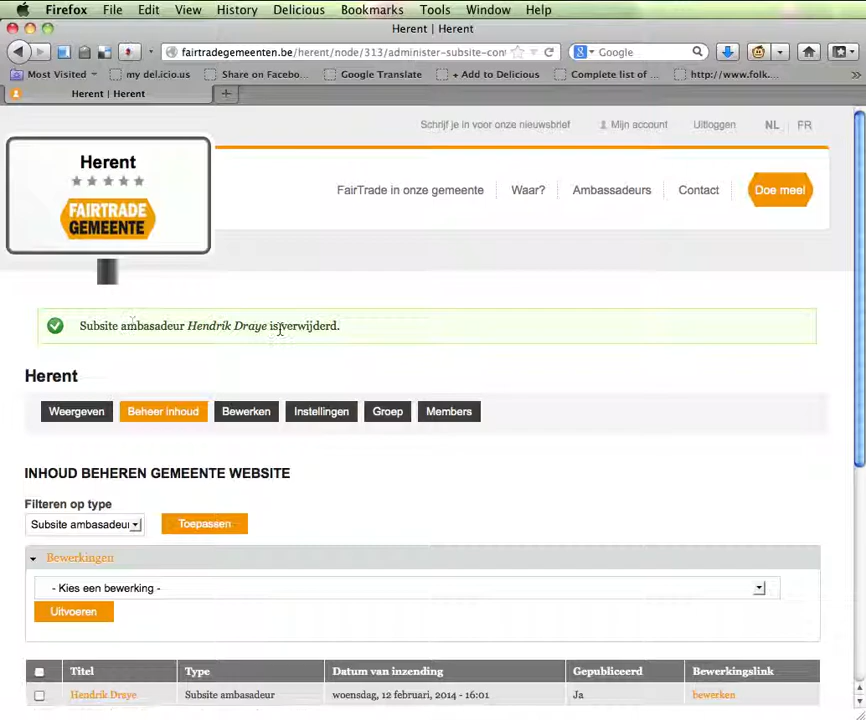 Firefox File Edit View History Delicious Bookmarks Tools Window Help
Herent | Herent
fairtradegemeenten.be/herent/node/313/administer-subsite-con
Google
Most Visited my del.icio.us Share on Facebo... Google Translate + Add to Delicious Complete list of ... http://www.folk...
Herent | Herent
Schrijf je in voor onze nieuwsbrief Mijn account Uitloggen NL FR
Herent
FAIRTRADE
GEMEENTE
FairTrade in onze gemeente Waar? Ambassadeurs Contact Doe mee!
Subsite ambasadeur Hendrik Draye is verwijderd.
Herent
Weergeven Beheer inhoud Bewerken Instellingen Groep Members
INHOUD BEHEREN GEMEENTE WEBSITE
Filteren op type
Subsite ambasadeur Toepassen
Bewerkingen
- Kies een bewerking -
Uitvoeren
Titel Type Datum van inzending Gepubliceerd Bewerkingslink
Hendrik Draye Subsite ambasadeur woensdag, 12 februari, 2014 - 16:01 Ja bewerken